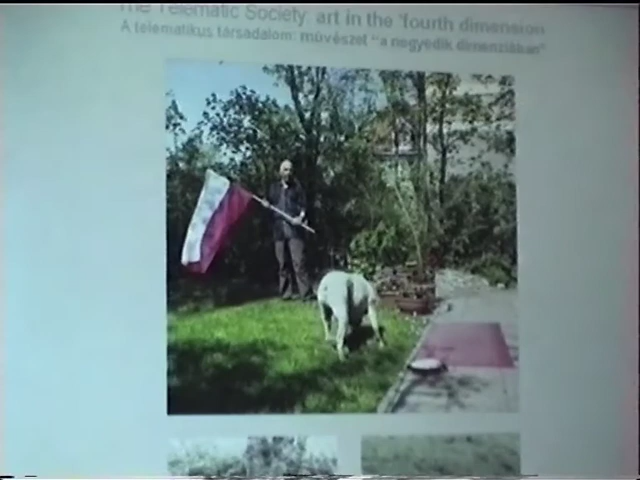 The Telematic Society: art in the 'fourth dimension
A telematikus társadalom: művészet "a negyedik dimenzióban"